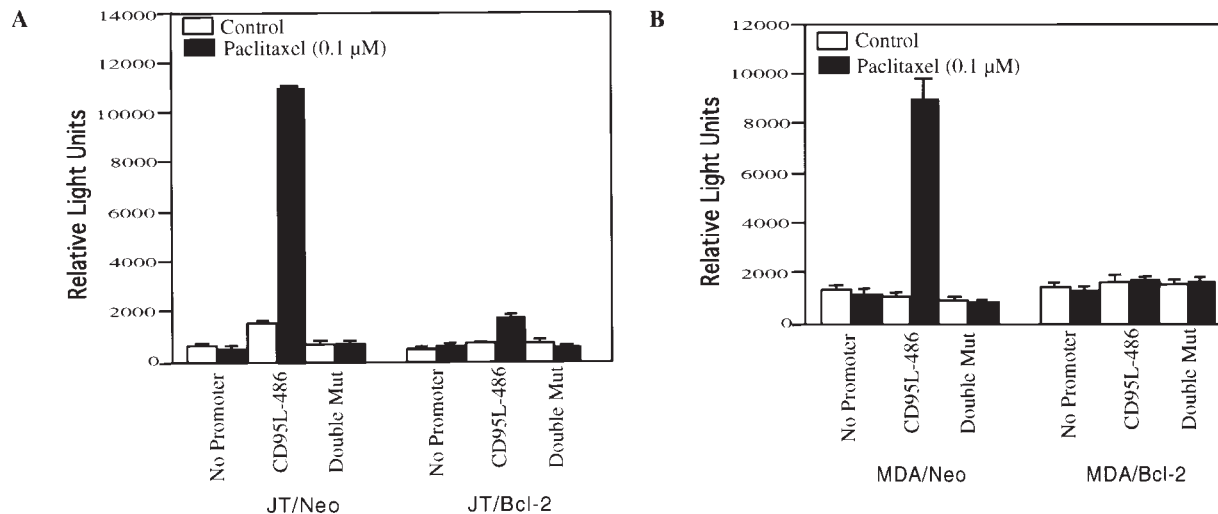 A
Relative Light Units
14000
12000
10000
8000
6000
4000
2000
0
Control
Paclitaxel (0.1 µM)
No Promoter
CD95L-486
Double Mut
No Promoter
CD95L-486
Double Mut
JT/Neo
JT/Bcl-2
B
Relative Light Units
12000
10000
8000
6000
4000
2000
0
Control
Paclitaxel (0.1 µM)
No Promoter
CD95L-486
Double Mut
No Promoter
CD95L-486
Double Mut
MDA/Neo
MDA/Bcl-2